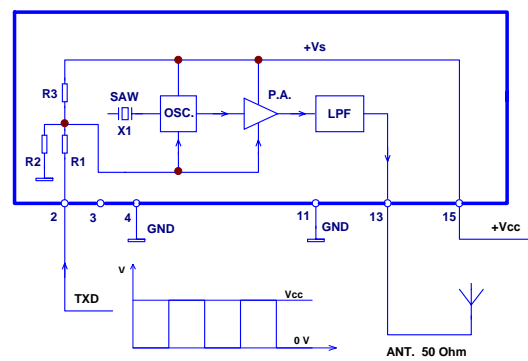 +Vs
P.A.
R3
SAW
OSC.
LPF
X1
R2
R1
2
3
4
11
13
15
GND
GND
+Vcc
V
Vcc
TXD
0 V
ANT. 50 Ohm